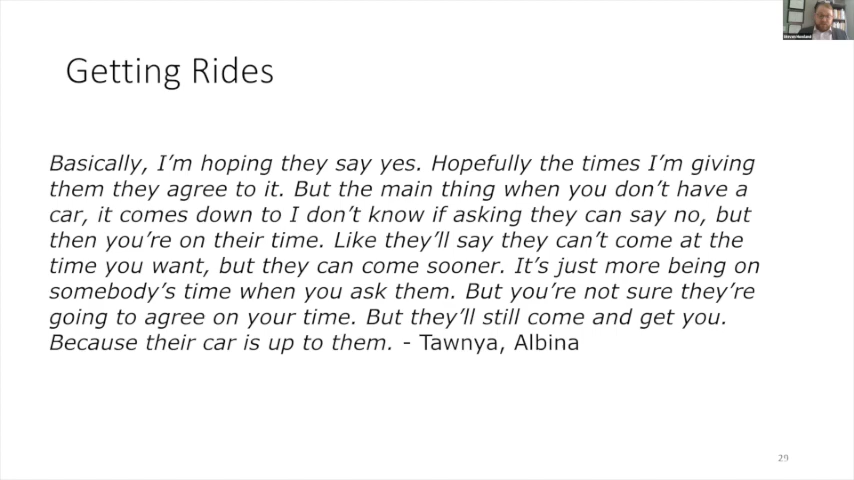 Getting Rides
Basically, I’m hoping they say yes. Hopefully the times I’m giving
them they agree to it. But the main thing when you don’t have a
car, it comes down to I don’t know if asking they can say no, but
then you’re on their time. Like they’ll say they can’t come at the
time you want, but they can come sooner. It’s just more being on
somebody’s time when you ask them. But you’re not sure they’re
going to agree on your time. But they’ll still come and get you.
Because their car is up to them. - Tawnya, Albina
29